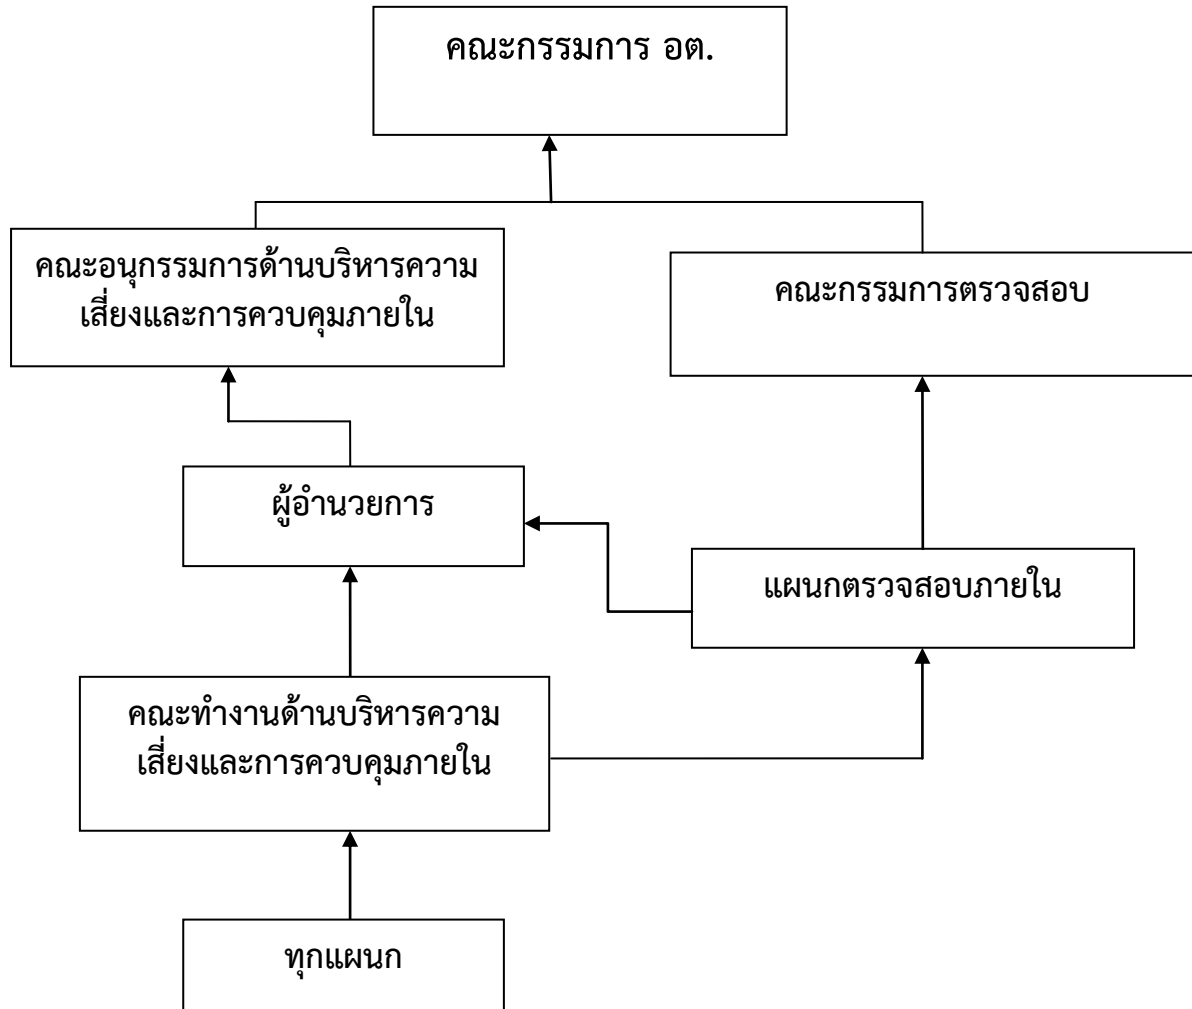 คณะกรรมการ อต.
คณะอนุกรรมการด้านบริหารความ
เสี่ยงและการควบคุมภายใน
คณะกรรมการตรวจสอบ
ผู้อำนวยการ
แผนกตรวจสอบภายใน
คณะทำงานด้านบริหารความ
เสี่ยงและการควบคุมภายใน
ทุกแผนก